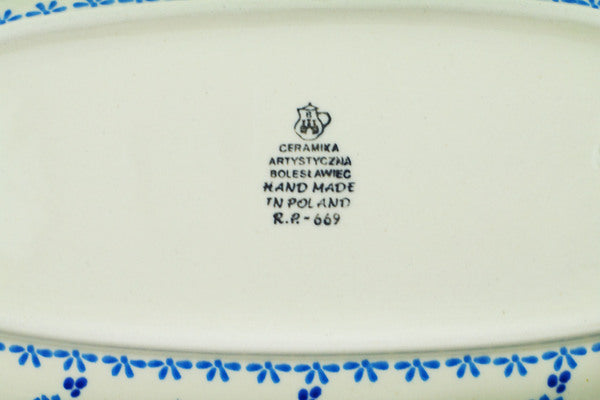 CERAMIKA
ARTYSTYCZNA
BOLESŁAWIEC
HAND MADE
IN POLAND
R.P.-669